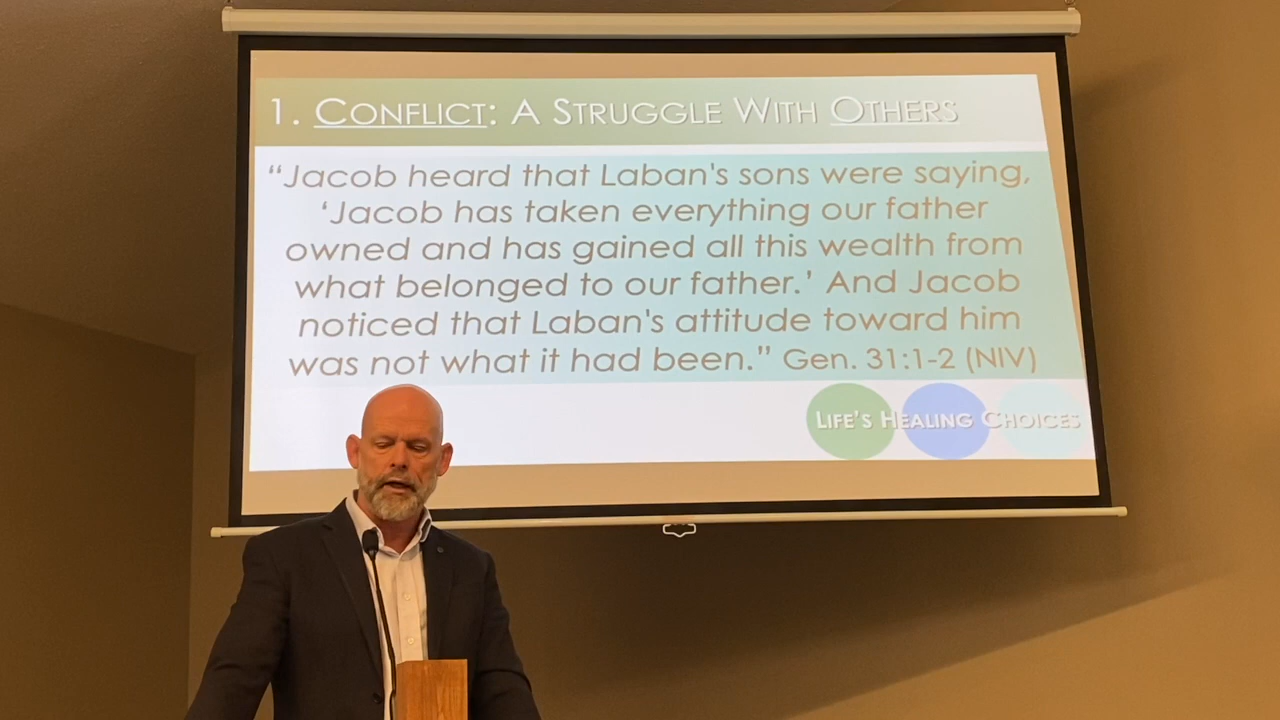 1. CONFLICT: A STRUGGLE WITH OTHERS
“Jacob heard that Laban's sons were saying,
‘Jacob has taken everything our father
owned and has gained all this wealth from
what belonged to our father.’ And Jacob
noticed that Laban's attitude toward him
was not what it had been.” Gen. 31:1-2 (NIV)
LIFE'S HEALING CHOICES